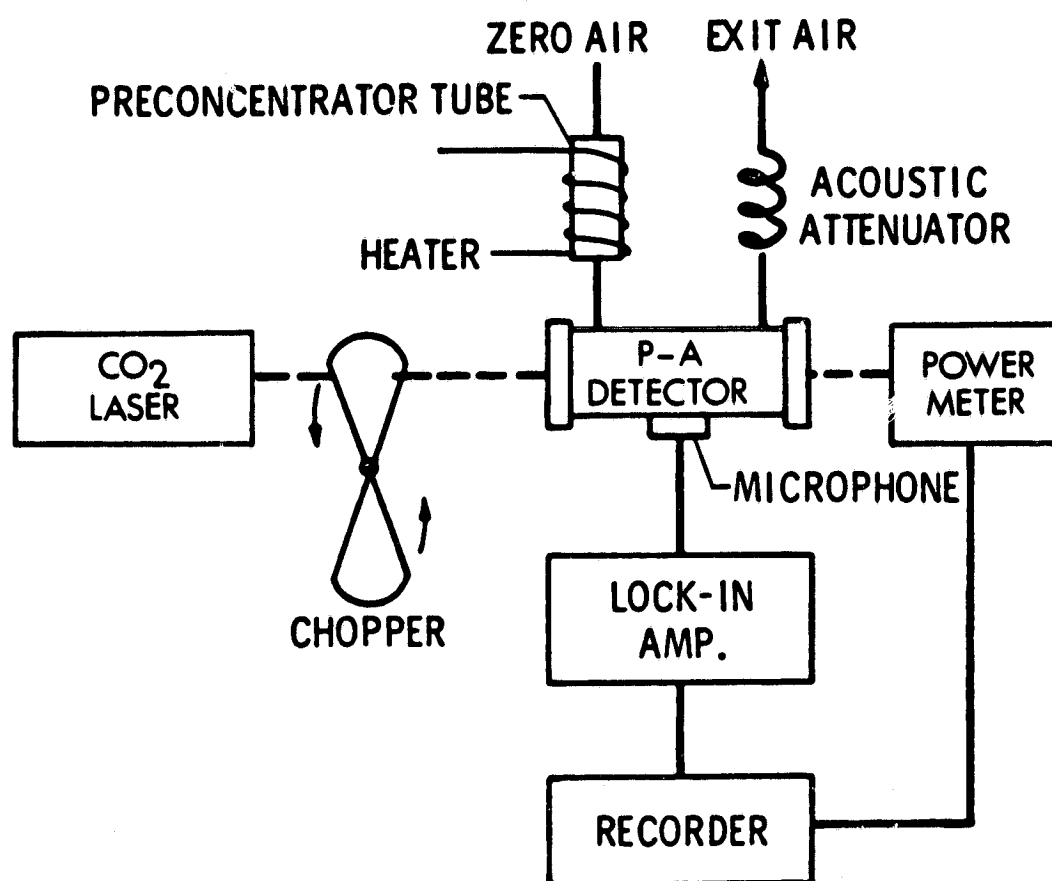 ZERO AIR
EXIT AIR
PRECONCENTRATOR TUBE
ACOUSTIC
ATTENUATOR
HEATER
CO2
LASER
P-A
DETECTOR
POWER
METER
MICROPHONE
CHOPPER
LOCK-IN
AMP.
RECORDER